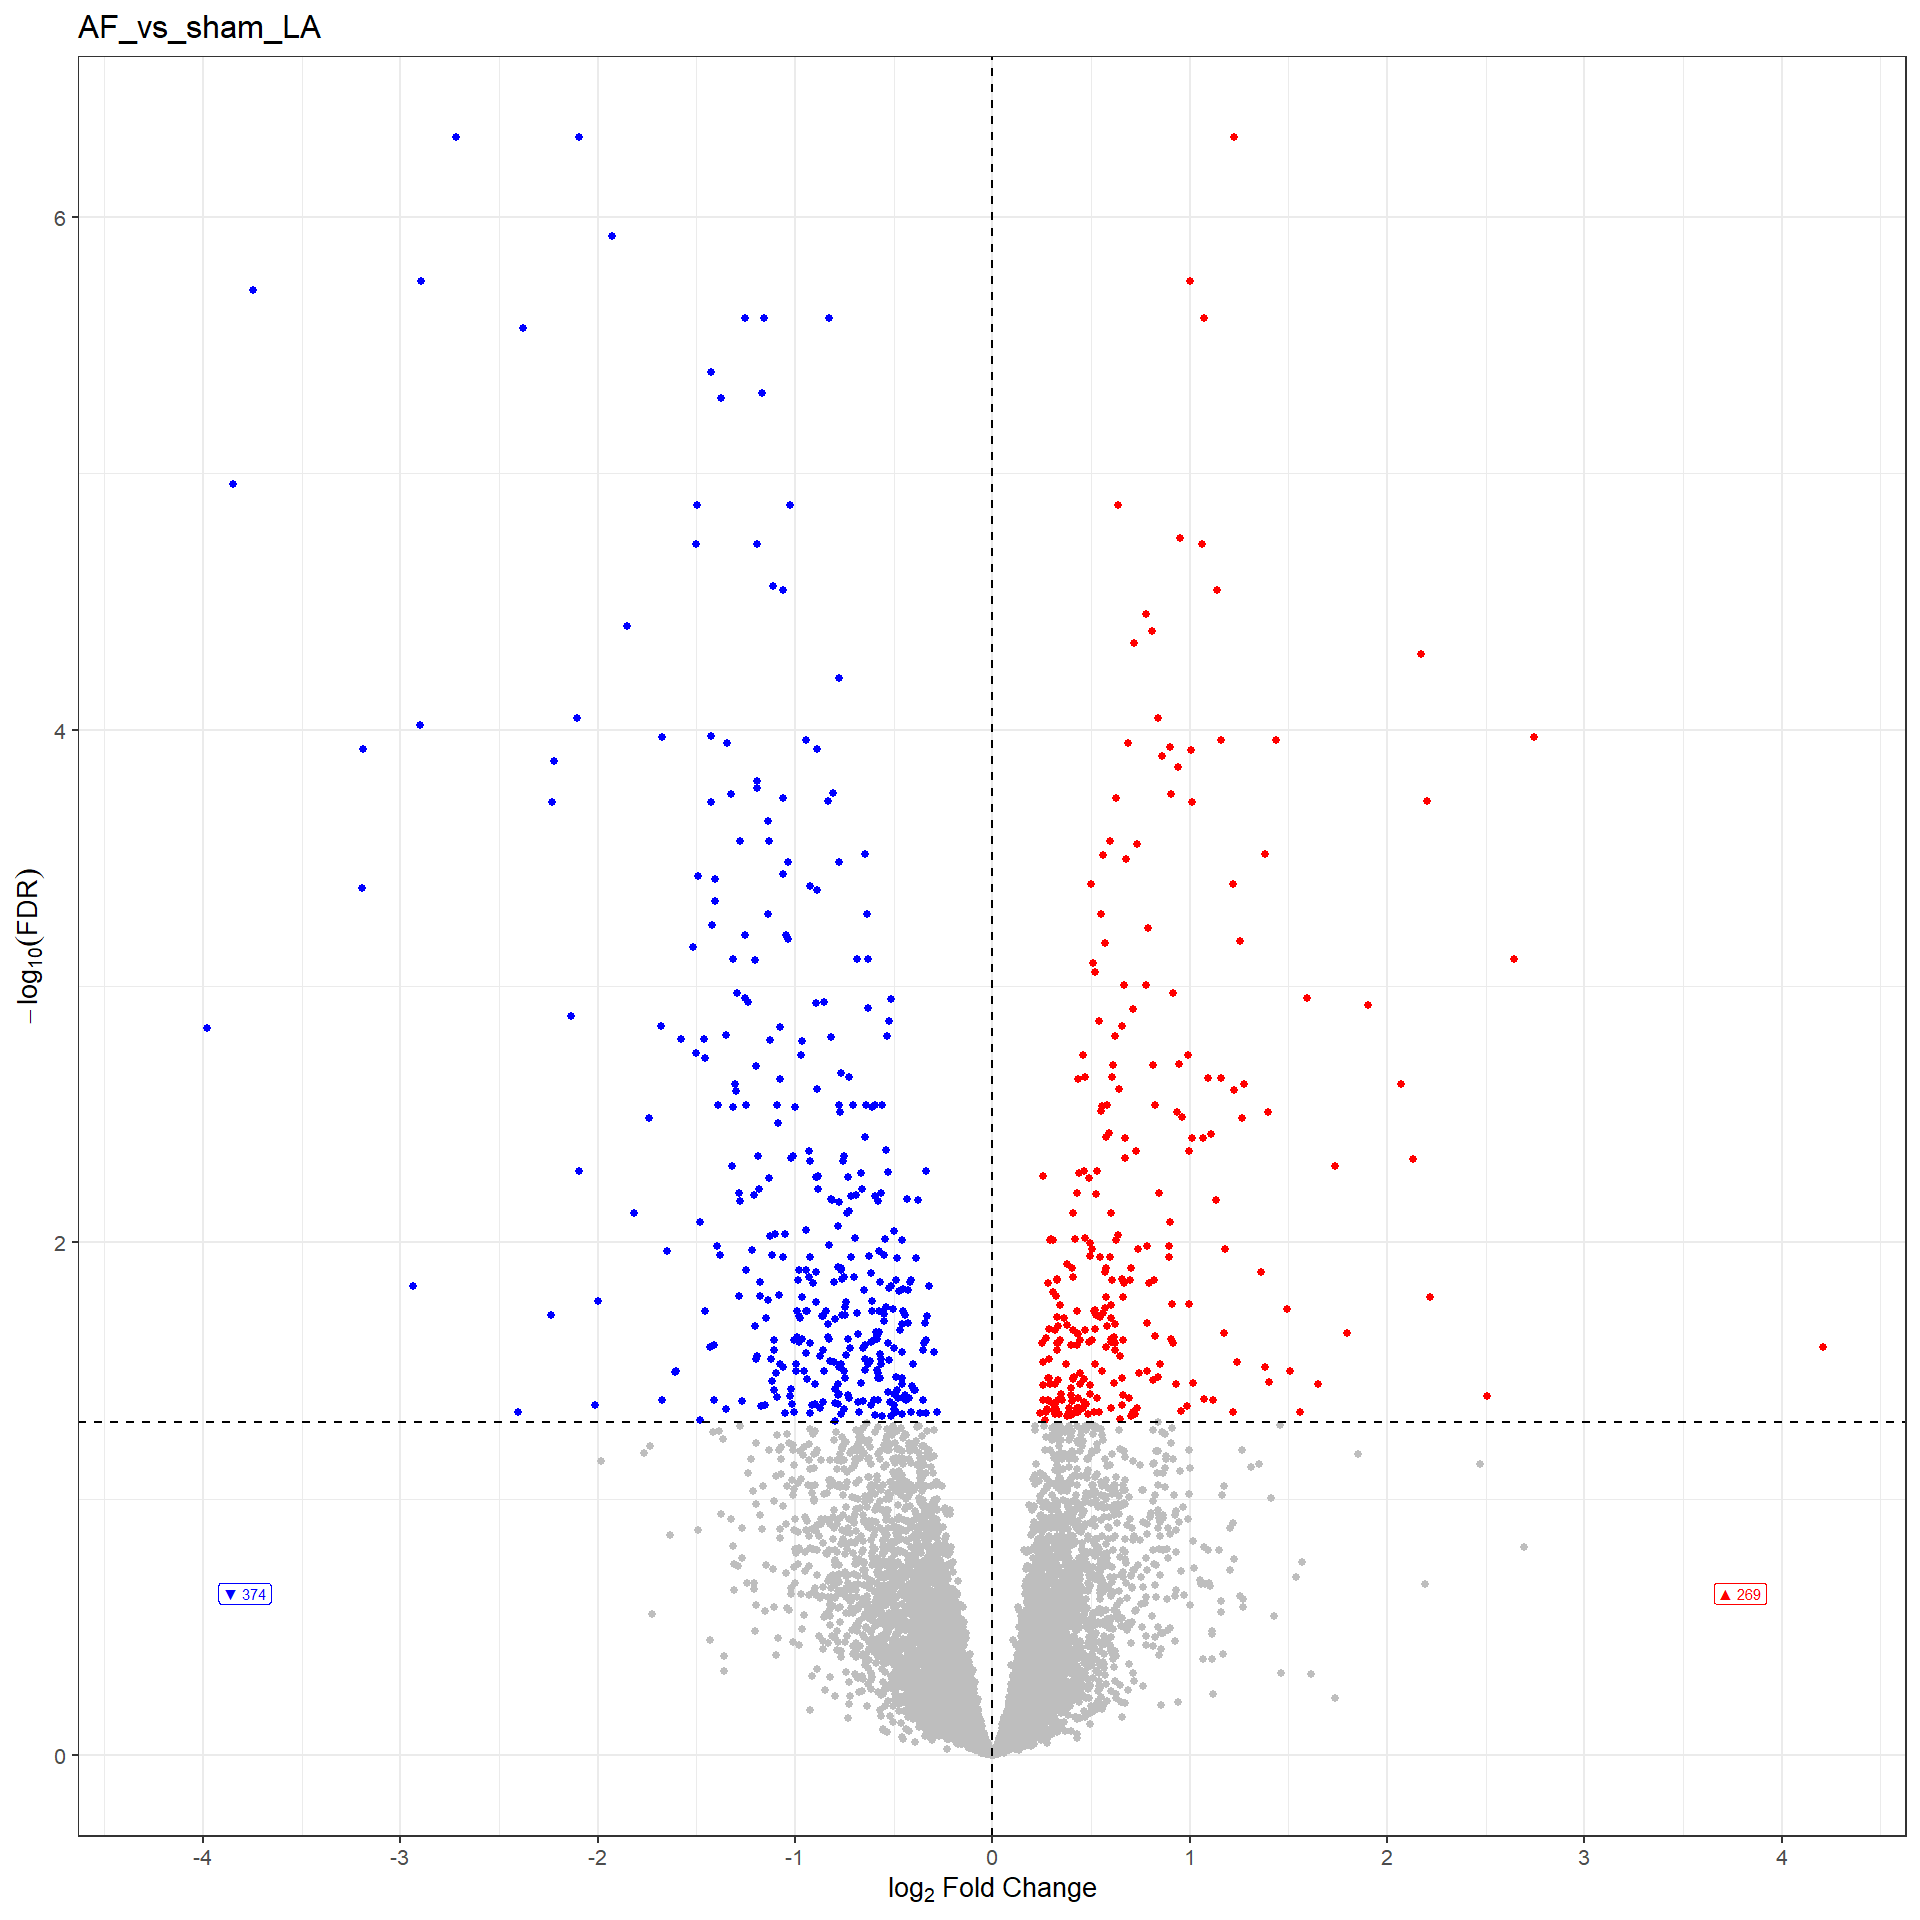 AF_vs_sham_LA
6
4
2
0
−log₁₀(FDR)
▼ 374
▲ 269
-4 -3 -2 -1 0 1 2 3 4
log₂ Fold Change